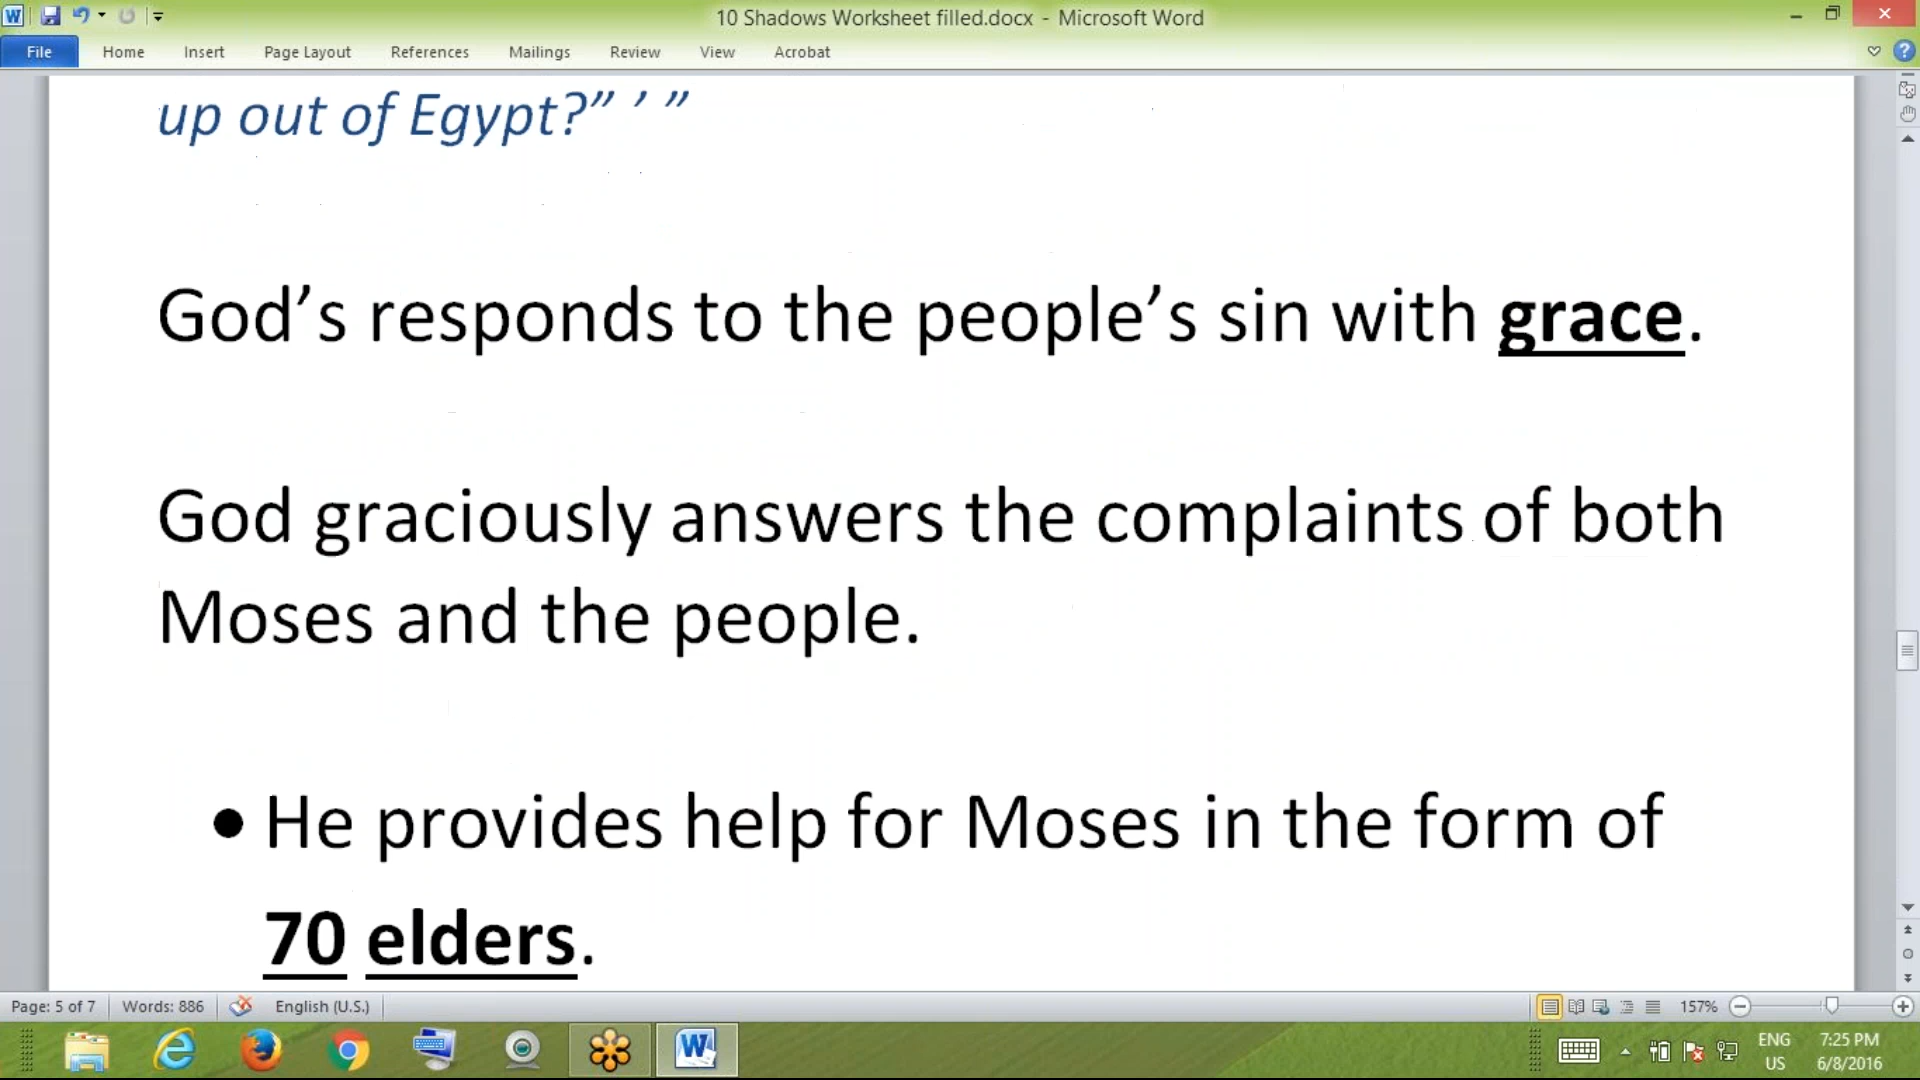 10 Shadows Worksheet filled.docx - Microsoft Word
File Home Insert Page Layout References Mailings Review View Acrobat
up out of Egypt?” ’ ”
God’s responds to the people’s sin with grace.
God graciously answers the complaints of both
Moses and the people.
• He provides help for Moses in the form of
70 elders.
Page: 5 of 7 Words: 886 English (U.S.) 157%
ENG 7:25 PM
US 6/8/2016